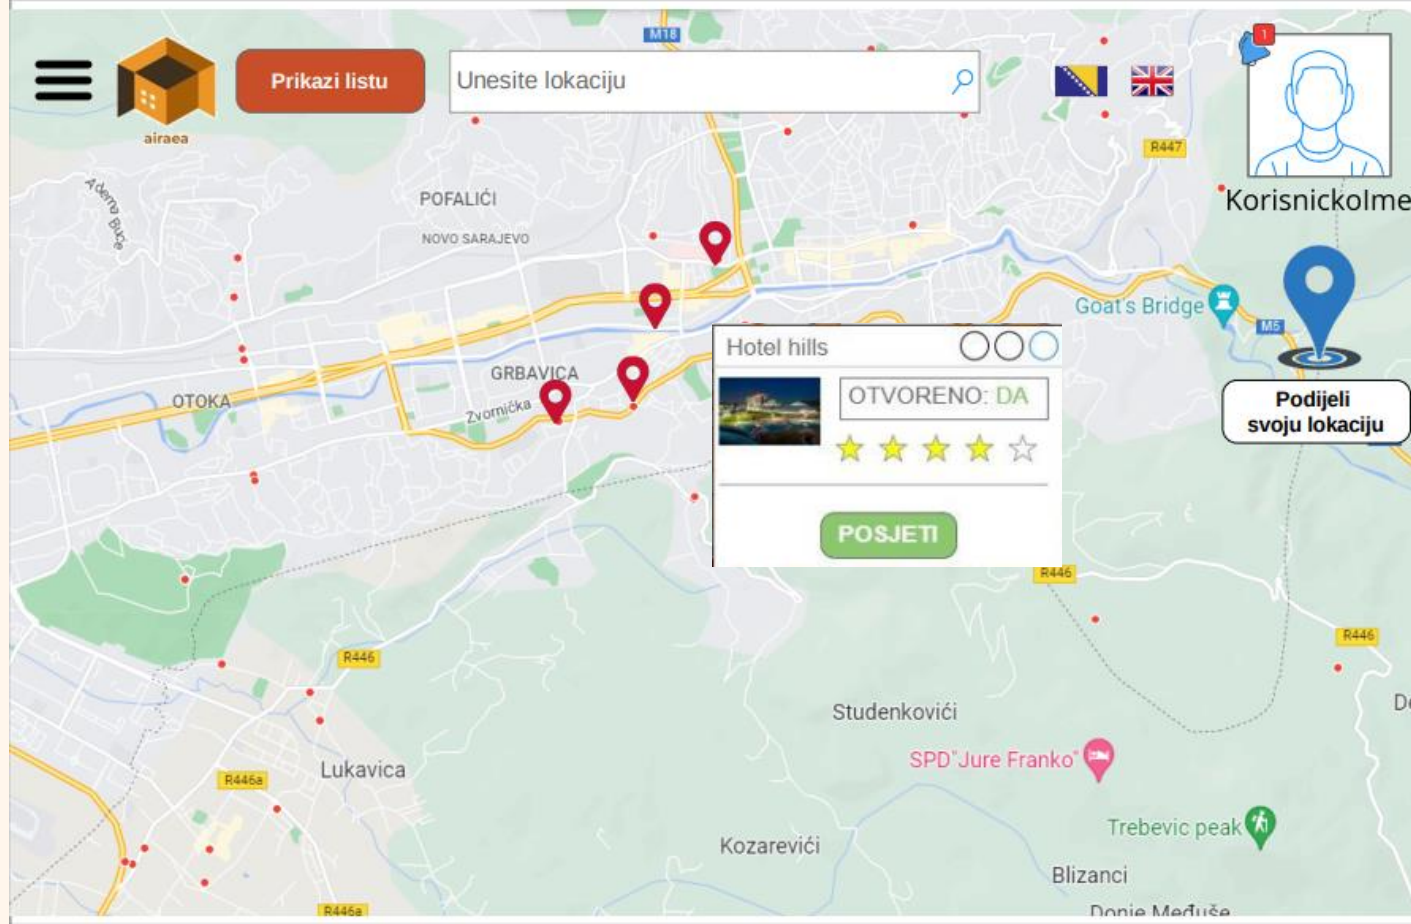 M18
Prikazi listu
Unesite lokaciju
1
airaea
R447
KorisnickoIme
Adema Buće
POFALIĆI
NOVO SARAJEVO
Goat's Bridge
M5
Hotel hills
GRBAVICA
OTOKA
Zvornička
OTVORENO: DA
Podijeli
svoju lokaciju
POSJETI
R446
R446
R446
Studenkovići
SPD"Jure Franko"
Lukavica
R446a
Trebevic peak
Kozarevići
Blizanci
R446a
Donje Međuše